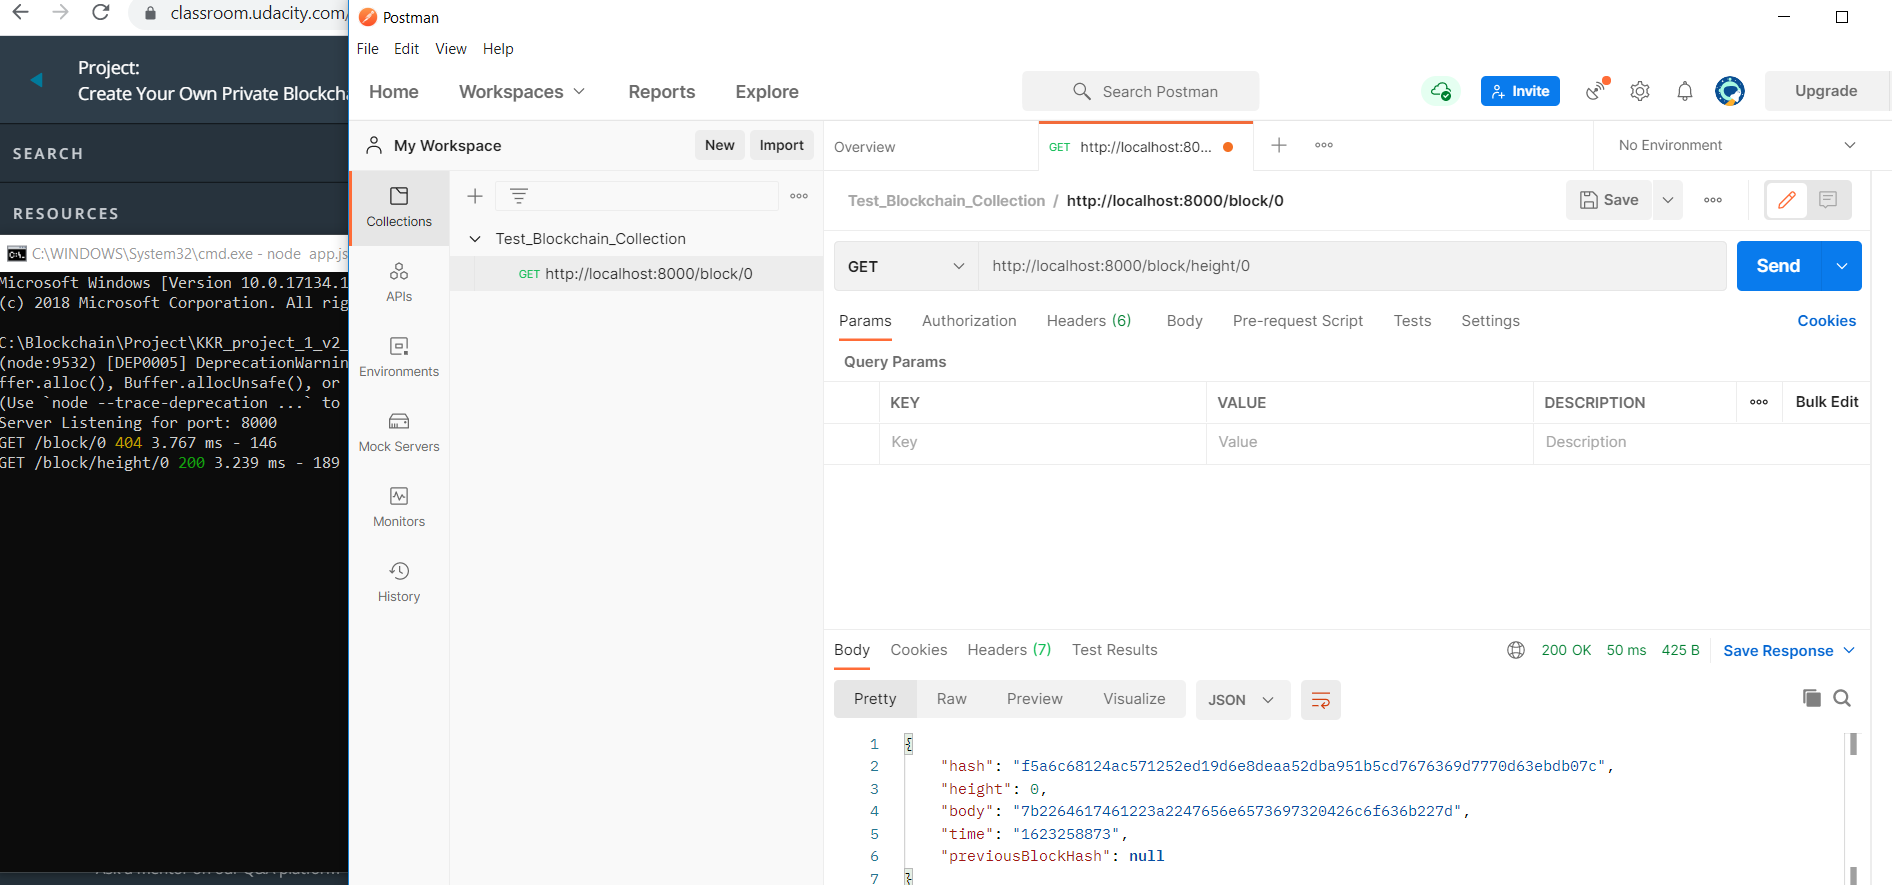 classroom.udacity.com/
Project:
Create Your Own Private Blockcha
SEARCH
RESOURCES
C:\WINDOWS\System32\cmd.exe - node app.js
Microsoft Windows [Version 10.0.17134.1
(c) 2018 Microsoft Corporation. All rig
C:\Blockchain\Project\KKR_project_1_v2_
(node:9532) [DEP0005] DeprecationWarnin
ffer.alloc(), Buffer.allocUnsafe(), or
(Use `node --trace-deprecation ...` to
Server Listening for port: 8000
GET /block/0 404 3.767 ms - 146
GET /block/height/0 200 3.239 ms - 189
Postman
File Edit View Help
Home Workspaces Reports Explore Search Postman Invite Upgrade
My Workspace New Import
Overview GET http://localhost:80... No Environment
Collections
APIs
Environments
Mock Servers
Monitors
History
Test_Blockchain_Collection
GET http://localhost:8000/block/0
Test_Blockchain_Collection / http://localhost:8000/block/0 Save
GET http://localhost:8000/block/height/0 Send
Params Authorization Headers (6) Body Pre-request Script Tests Settings Cookies
Query Params
KEY VALUE DESCRIPTION Bulk Edit
Key Value Description
Body Cookies Headers (7) Test Results 200 OK 50 ms 425 B Save Response
Pretty Raw Preview Visualize JSON
1 {
2 "hash": "f5a6c68124ac571252ed19d6e8deaa52dba951b5cd7676369d7770d63ebdb07c",
3 "height": 0,
4 "body": "7b2264617461223a2247656e6573697320426c6f636b227d",
5 "time": "1623258873",
6 "previousBlockHash": null
7 }